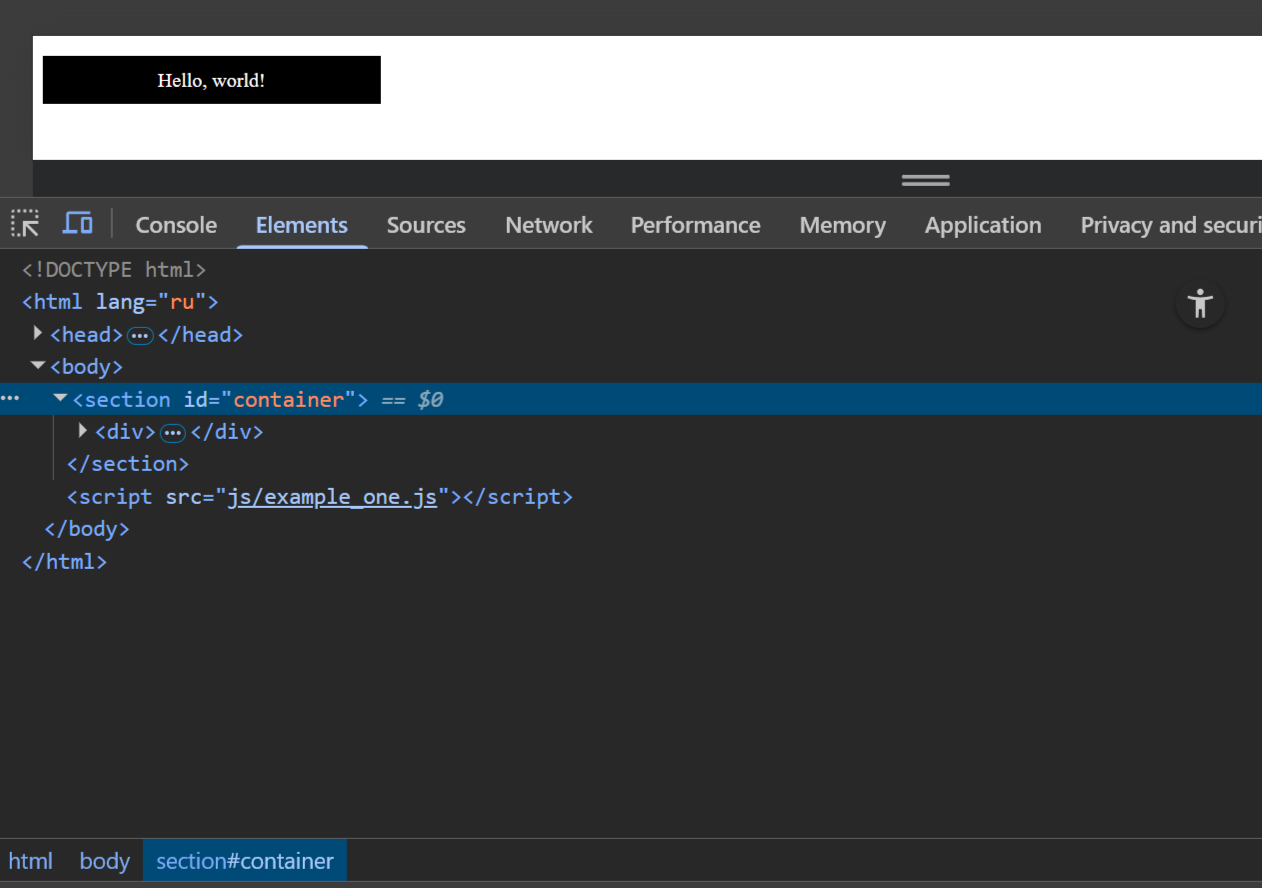 Hello, world!
Console Elements Sources Network Performance Memory Application Privacy and securi
<!DOCTYPE html>
<html lang="ru">
<head> ··· </head>
<body>
··· <section id="container"> == $0
<div> ··· </div>
</section>
<script src="js/example_one.js"></script>
</body>
</html>
html body section#container